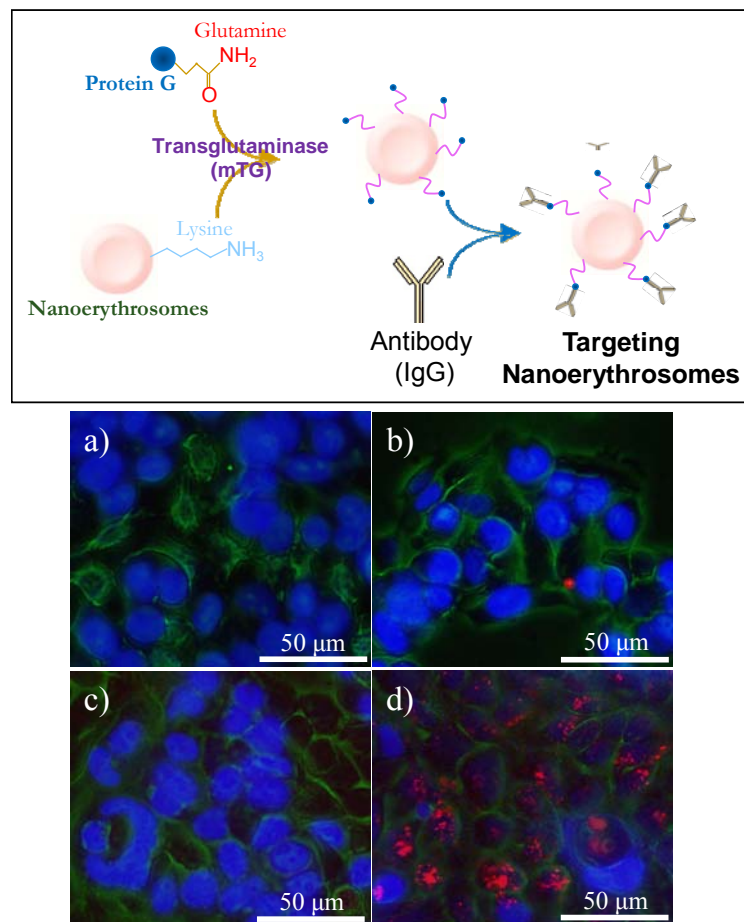 Glutamine
NH2
Protein G
O
Transglutaminase
(mTG)
Lysine
NH3
Nanoerythrosomes
Antibody
(IgG)
Targeting
Nanoerythrosomes
a)
50 μm
b)
50 μm
c)
50 μm
d)
50 μm